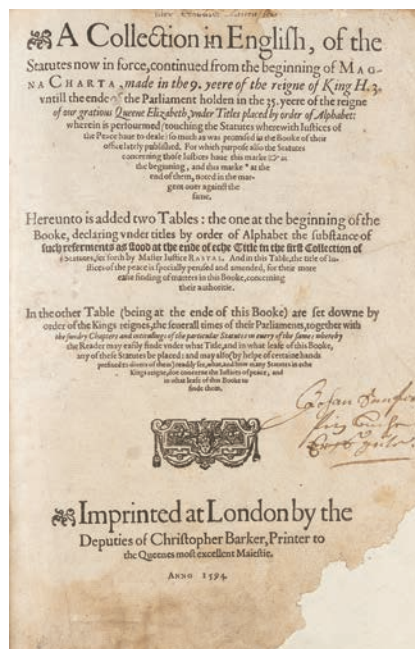 A Collection in Engliſh, of the
Statutes now in force, continued from the beginning of MAG-
NA CHARTA, made in the 9. yeere of the reigne of King H.3.
vntill the ende of the Parliament holden in the 35. yeere of the reigne
of our gratious Queene Elizabeth, vnder Titles placed by order of Alphabet:
wherein is perfourmed (touching the Statutes wherewith Iuſtices of
the Peace haue to deale) ſo much as was promiſed in the Booke of their
office lately publiſhed. For which purpoſe alſo the Statutes
concerning thoſe Iuſtices haue this marke ☞ at
the beginning, and this marke * at the
end of them, noted in the mar-
gent ouer againſt the
ſame.
Hereunto is added two Tables: the one at the beginning of the
Booke, declaring vnder titles by order of Alphabet the ſubſtance of
ſuch referments as ſtood at the ende of eche Title in the firſt Collection of
Statutes, ſet forth by Maſter Iuſtice RASTAL. And in this Table, the title of Iu-
ſtices of the peace is ſpecially peruſed and amended, for their more
eaſie finding of matters in this Booke, concerning
their authoritie.
In the other Table (being at the ende of this Booke) are ſet downe by
order of the Kings reignes, the ſeuerall times of their Parliaments, together with
the ſundry Chapters and intitulings of the particular Statutes in euery of the ſame: whereby
the Reader may eaſily finde vnder what Title, and in what leafe of this Booke,
any of theſe Statutes be placed: and may alſo (by helpe of certaine hands
prefixed to diuers of them) readily ſee, what, and how many Statutes in eche
Kings reigne, doe concerne the Iuſtices of peace, and
in what leafe of this Booke to
finde them.
Imprinted at London by the
Deputies of Chriſtopher Barker, Printer to
the Queenes moſt excellent Maieſtie.
ANNO 1594.